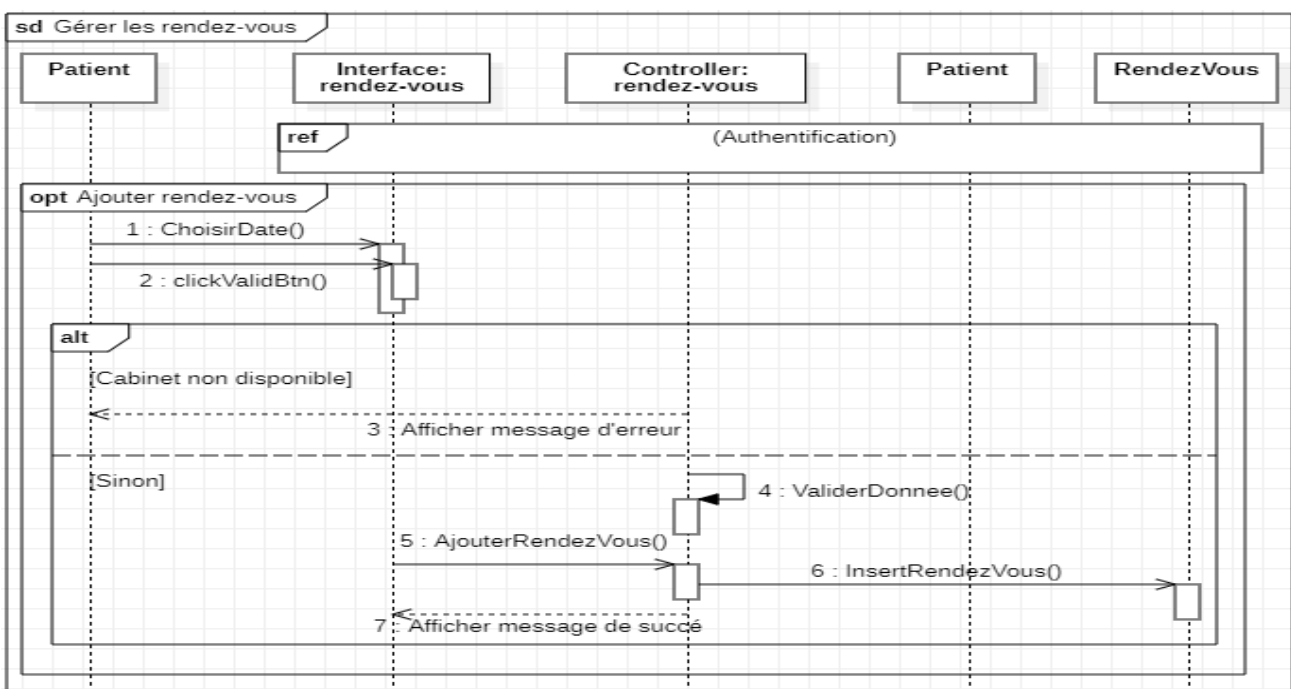 sd Gérer les rendez-vous
Patient
Interface:
rendez-vous
Controller:
rendez-vous
Patient
RendezVous
ref
(Authentification)
opt Ajouter rendez-vous
1 : ChoisirDate()
2 : clickValidBtn()
alt
[Cabinet non disponible]
3 : Afficher message d'erreur
[Sinon]
4 : ValiderDonnee()
5 : AjouterRendezVous()
6 : InsertRendezVous()
7 : Afficher message de succé